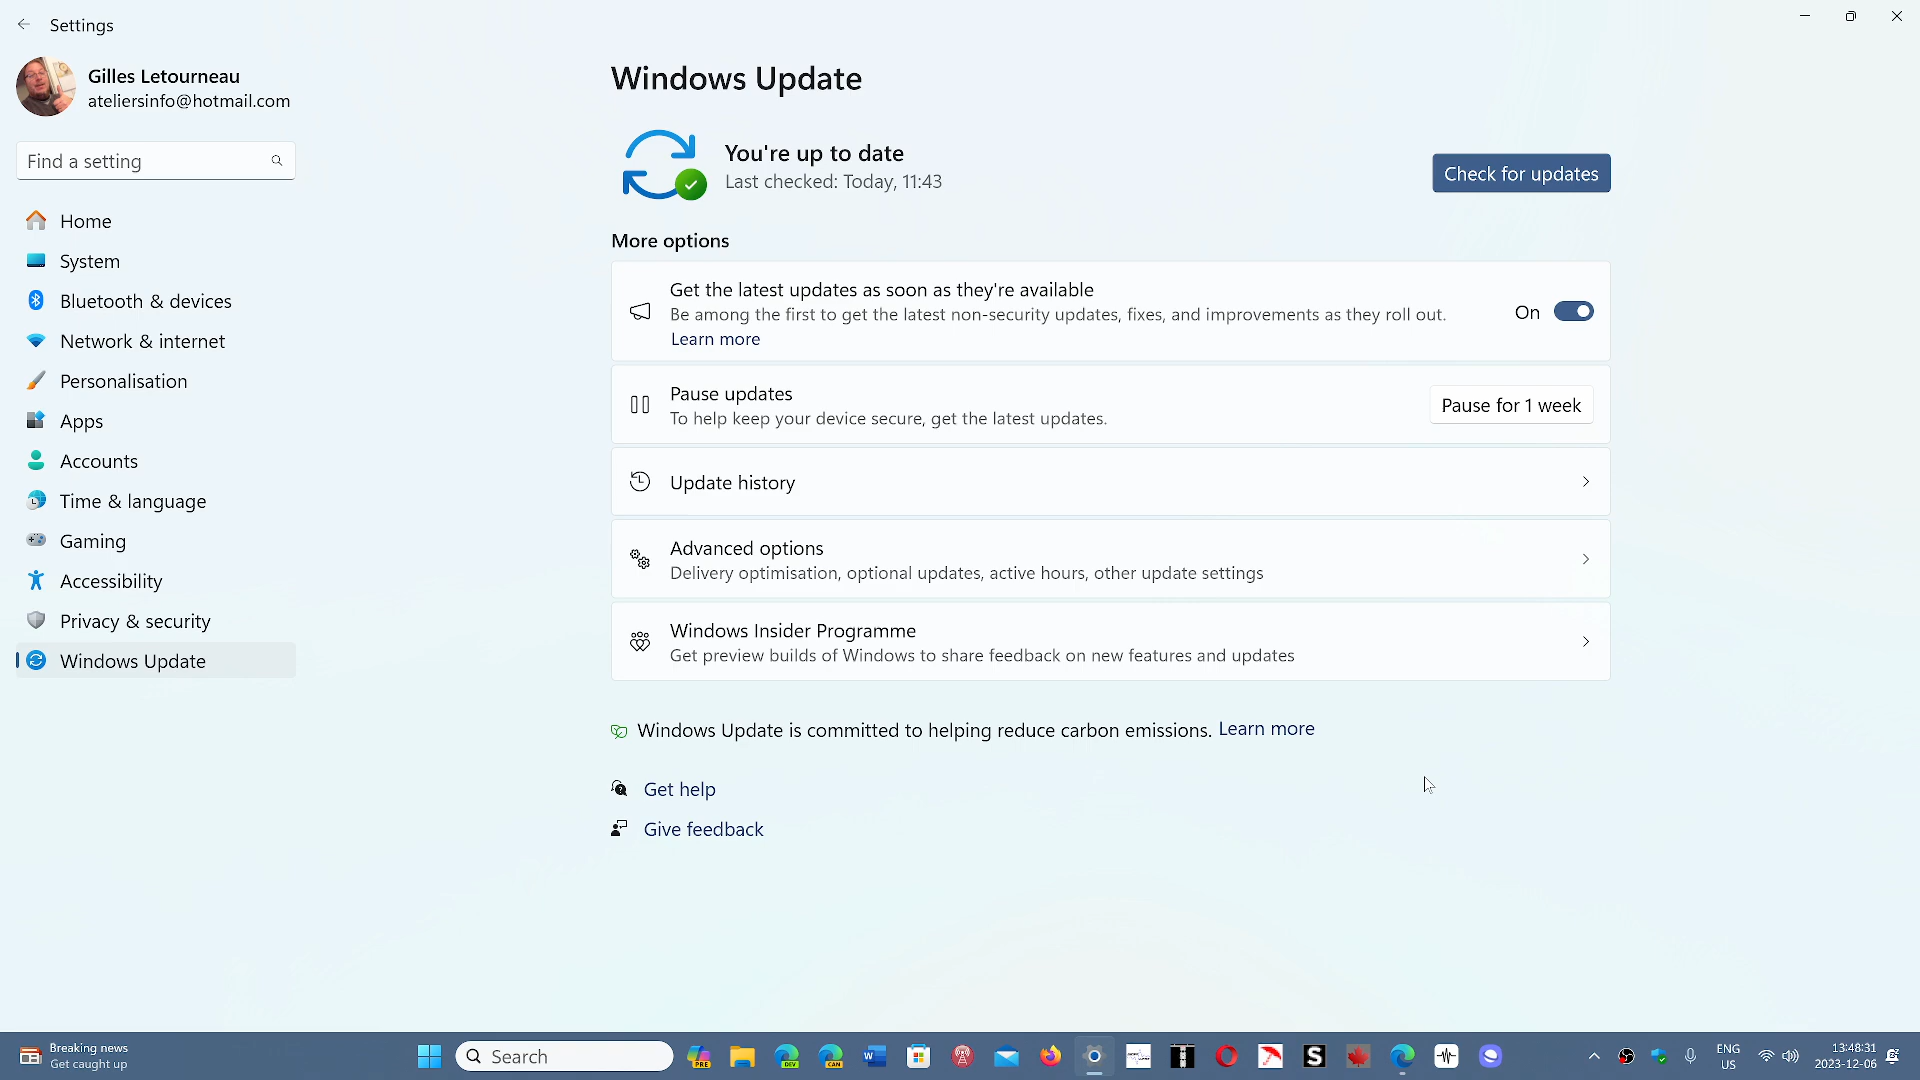 Settings
Gilles Letourneau
ateliersinfo@hotmail.com
Find a setting
Home
System
Bluetooth & devices
Network & internet
Personalisation
Apps
Accounts
Time & language
Gaming
Accessibility
Privacy & security
Windows Update
Windows Update
You're up to date
Last checked: Today, 11:43
Check for updates
More options
Get the latest updates as soon as they're available
Be among the first to get the latest non-security updates, fixes, and improvements as they roll out.
Learn more
On
Pause updates
To help keep your device secure, get the latest updates.
Pause for 1 week
Update history
Advanced options
Delivery optimisation, optional updates, active hours, other update settings
Windows Insider Programme
Get preview builds of Windows to share feedback on new features and updates
Windows Update is committed to helping reduce carbon emissions. Learn more
Get help
Give feedback
Breaking news
Get caught up
Search
PRE
DEV
CAN
W
S
ENG
US
13:48:31
2023-12-06